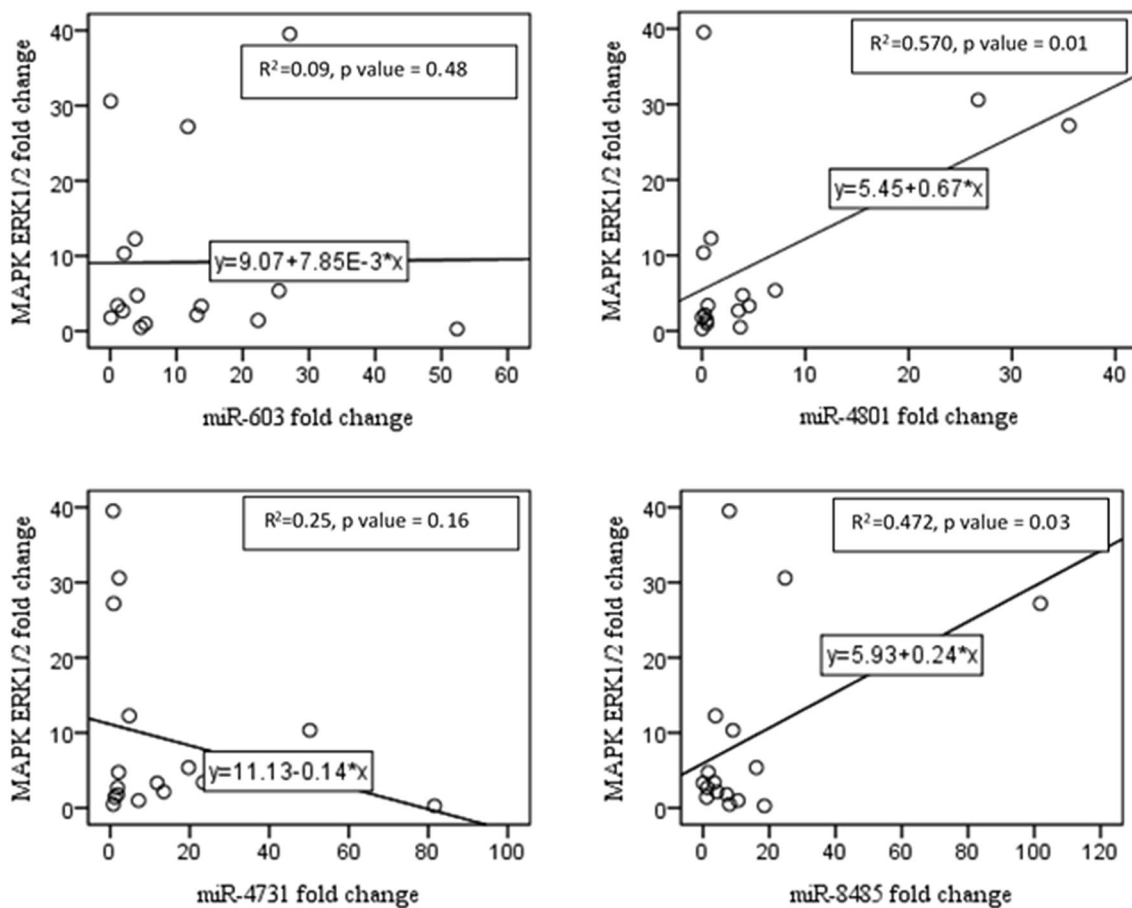 MAPK ERK1/2 fold change
40
30
20
10
0
R²=0.09, p value = 0.48
y=9.07+7.85E-3*x
0 10 20 30 40 50 60
miR-603 fold change
MAPK ERK1/2 fold change
40
30
20
10
0
R²=0.570, p value = 0.01
y=5.45+0.67*x
0 10 20 30 40
miR-4801 fold change
MAPK ERK1/2 fold change
40
30
20
10
0
R²=0.25, p value = 0.16
y=11.13-0.14*x
0 20 40 60 80 100
miR-4731 fold change
MAPK ERK1/2 fold change
40
30
20
10
0
R²=0.472, p value = 0.03
y=5.93+0.24*x
0 20 40 60 80 100 120
miR-8485 fold change